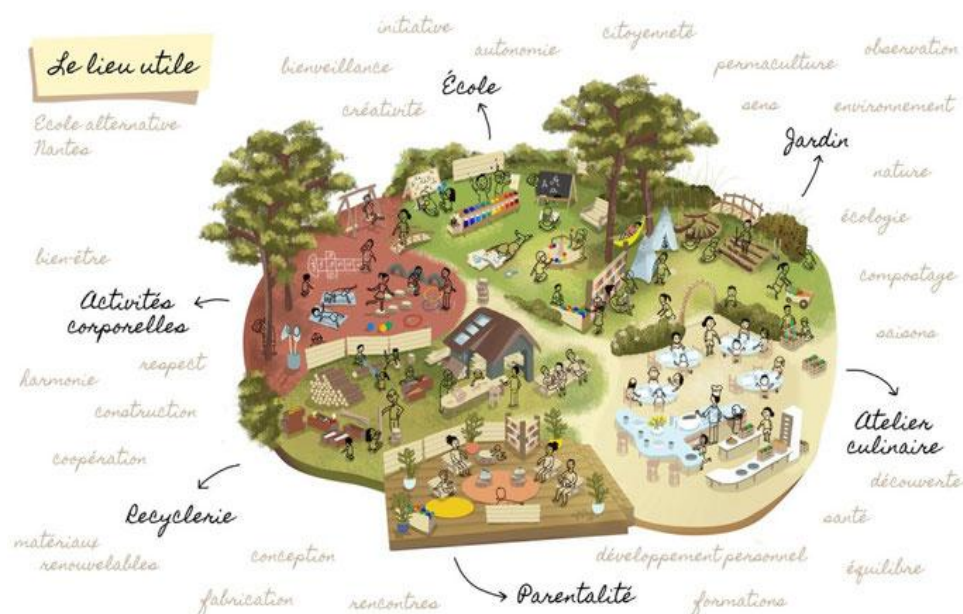 Le lieu utile
Ecole alternative
Nantes
initiative
autonomie
citoyenneté
bienveillance
École
créativité
permaculture
observation
sens
environnement
Jardin
nature
écologie
compostage
saisons
bien-être
Activités
corporelles
respect
harmonie
construction
coopération
Recyclerie
Atelier
culinaire
découverte
santé
matériaux
renouvelables
conception
développement personnel
équilibre
fabrication
rencontres
Parentalité
formations